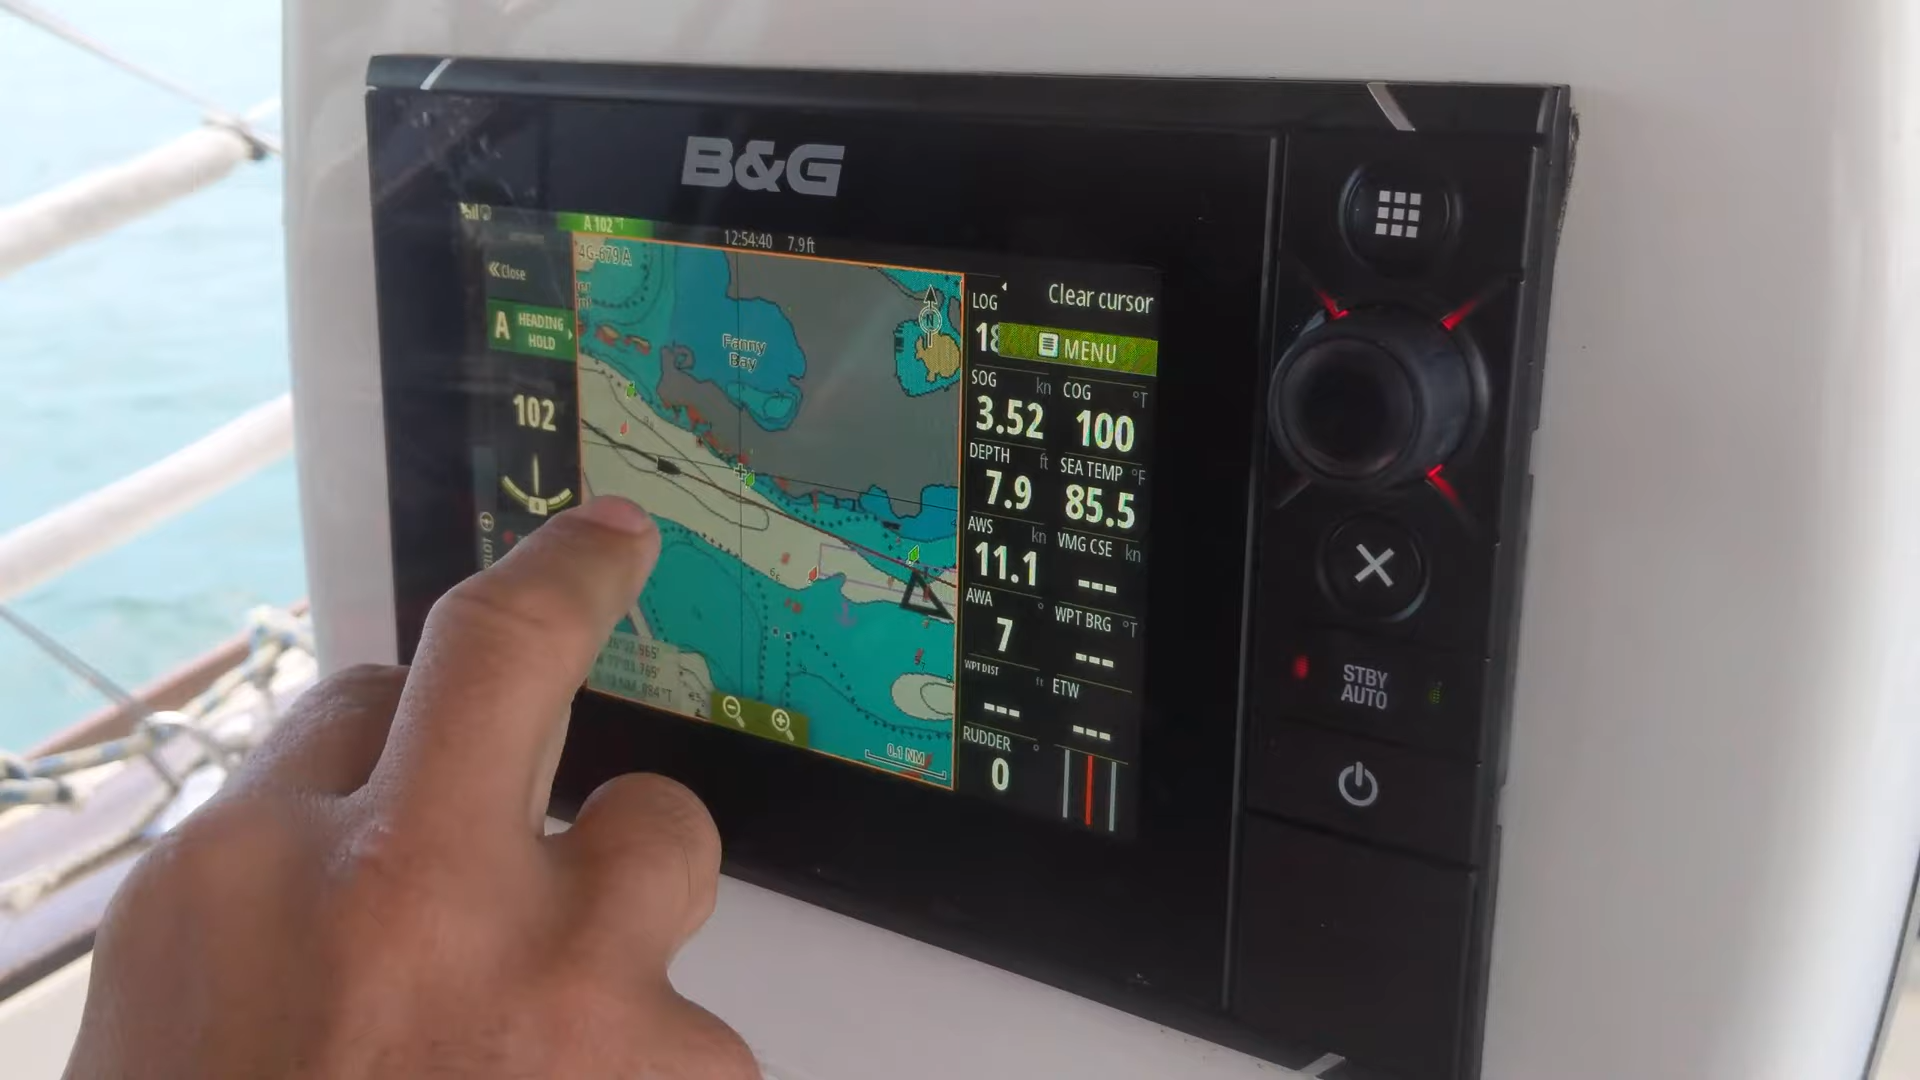 B&G
A 102 °T
12:54:40 7.9 ft
Close
A HEADING
HOLD
102
4G-679 A
Fanny
Bay
N
0.1 NM
Clear cursor
LOG
18
MENU
SOG kn
3.52
COG °T
100
DEPTH ft
7.9
SEA TEMP °F
85.5
AWS kn
11.1
VMG CSE kn
---
AWA °
7
WPT BRG °T
---
WPT DIST ft
---
ETW
---
RUDDER °
0
STBY
AUTO